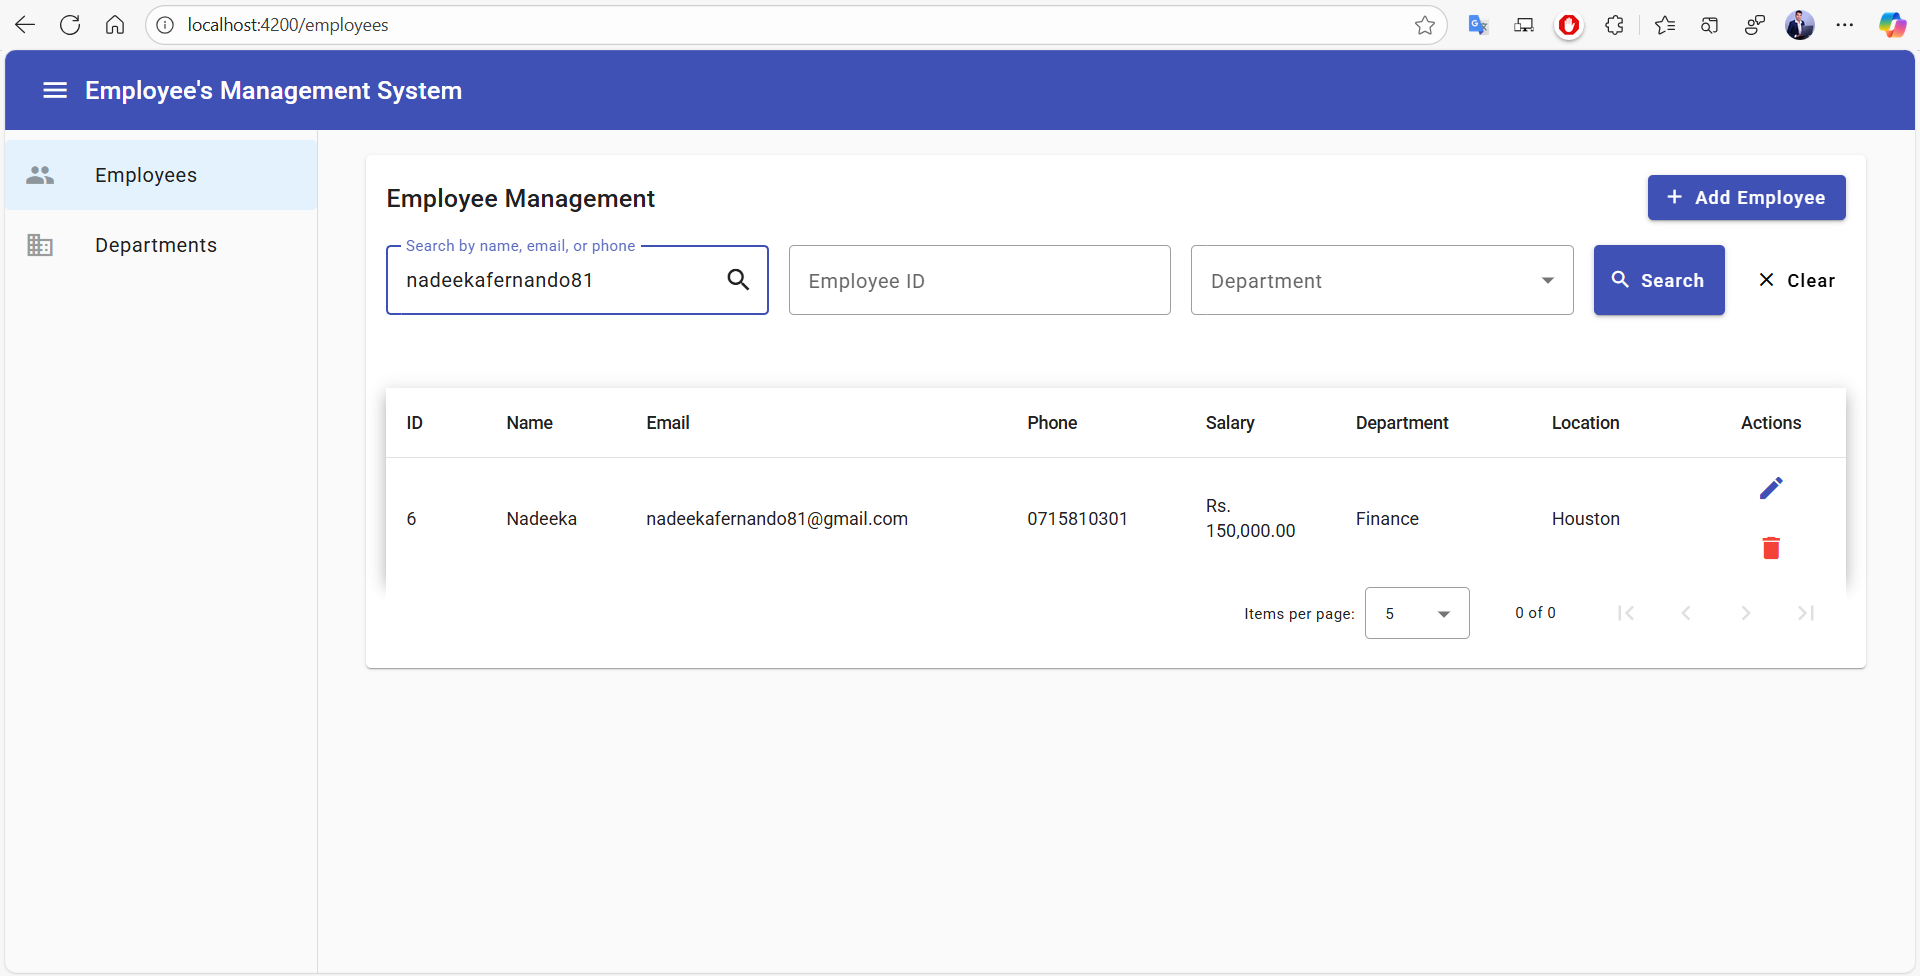 localhost:4200/employees
Employee's Management System
Employees
Departments
Employee Management
+ Add Employee
Search by name, email, or phone
nadeekafernando81
Employee ID
Department
Search
Clear
ID Name Email Phone Salary Department Location Actions
6 Nadeeka nadeekafernando81@gmail.com 0715810301 Rs. 150,000.00 Finance Houston
Items per page: 5 0 of 0